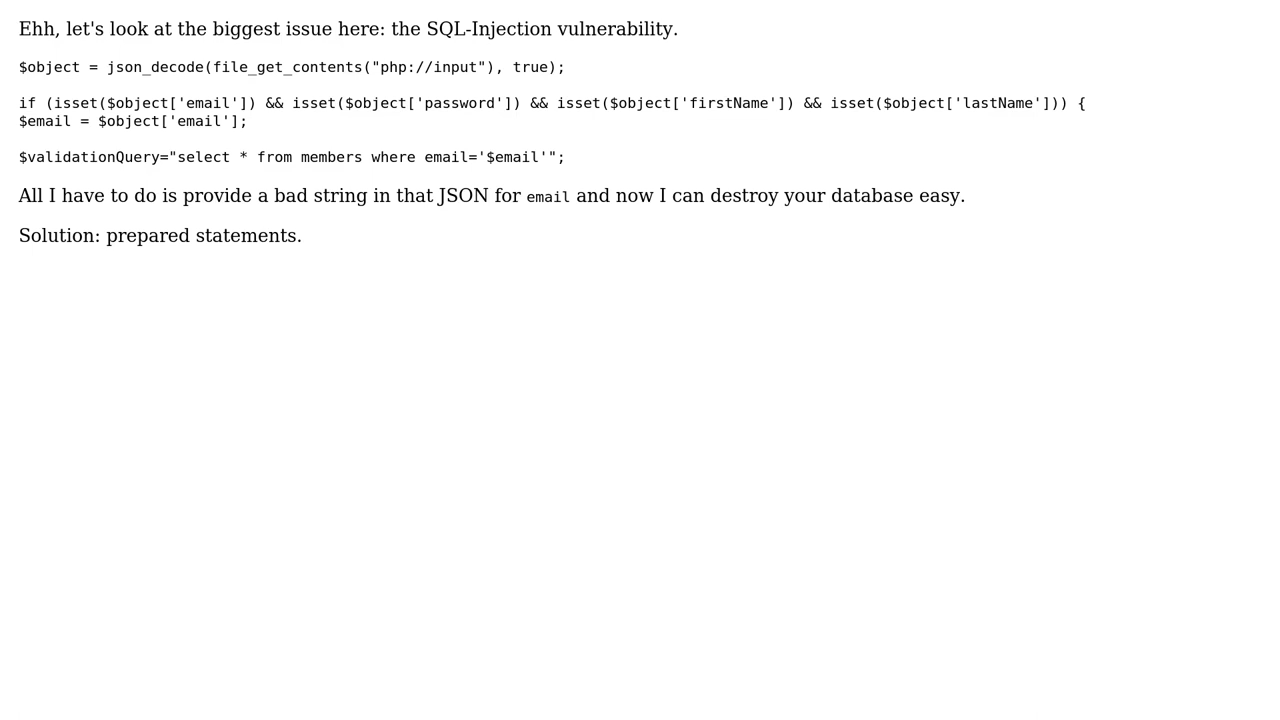 Ehh, let's look at the biggest issue here: the SQL-Injection vulnerability.
$object = json_decode(file_get_contents("php://input"), true);
if (isset($object['email']) && isset($object['password']) && isset($object['firstName']) && isset($object['lastName'])) {
$email = $object['email'];
$validationQuery="select * from members where email='$email'";
All I have to do is provide a bad string in that JSON for email and now I can destroy your database easy.
Solution: prepared statements.